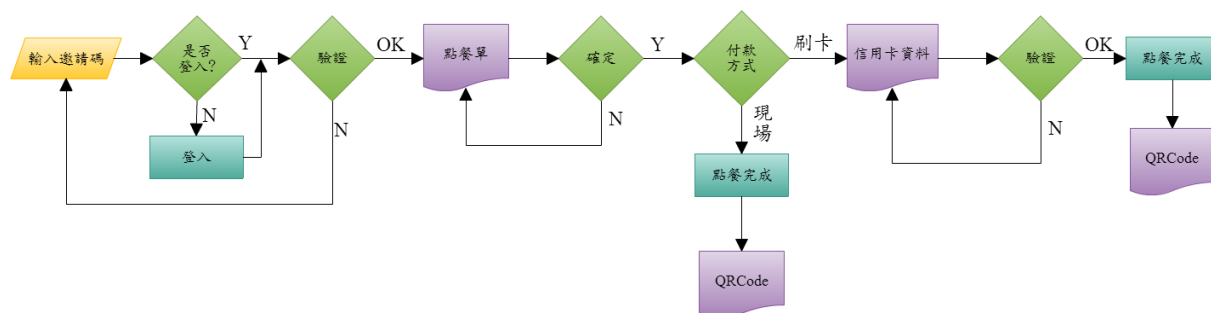 輸入邀請碼
是否
登入?
Y
N
登入
驗證
OK
N
點餐單
確定
Y
N
付款
方式
刷卡
現
場
點餐完成
QRCode
信用卡資料
驗證
OK
N
點餐完成
QRCode